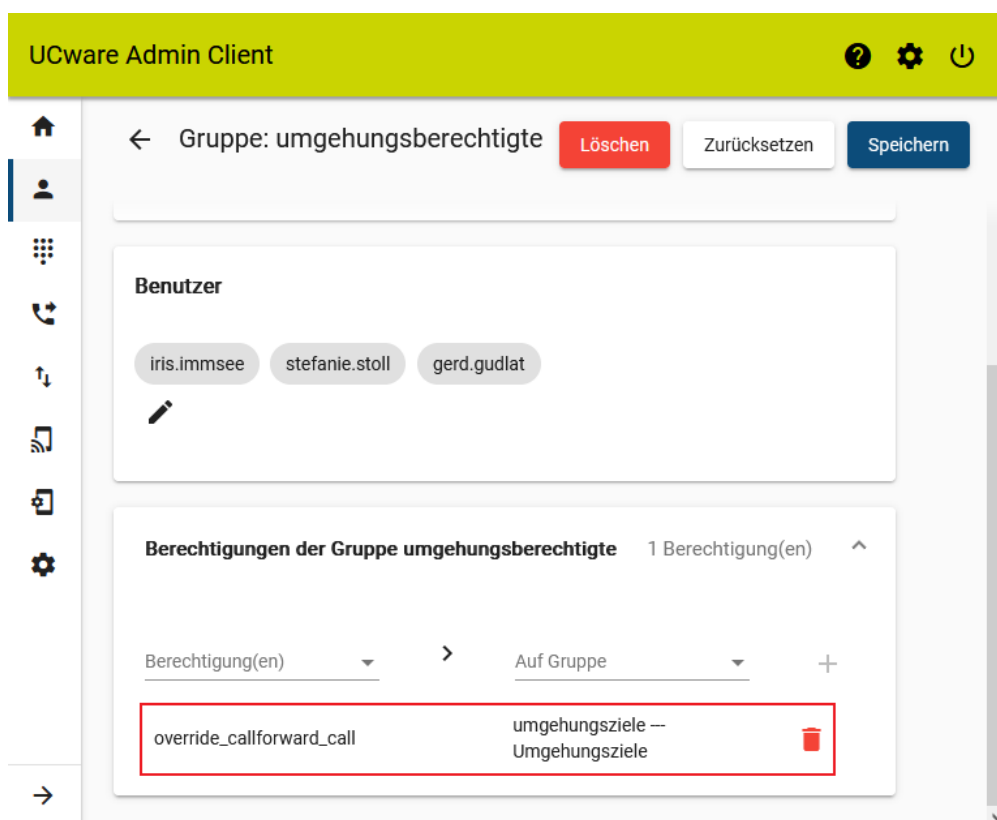 UCware Admin Client
Gruppe: umgehungsberechtigte
Löschen
Zurücksetzen
Speichern
Benutzer
iris.immsee
stefanie.stoll
gerd.gudlat
Berechtigungen der Gruppe umgehungsberechtigte
1 Berechtigung(en)
Berechtigung(en)
Auf Gruppe
override_callforward_call
umgehungsziele ---
Umgehungsziele